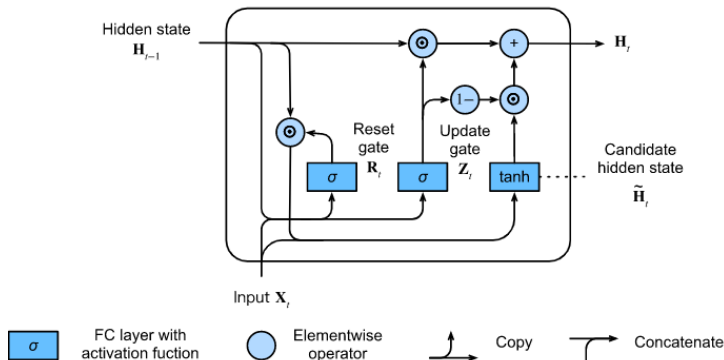 Hidden state
H_{t-1}
⊙
+
H_t
1−
⊙
⊙
Reset
gate
R_t
Update
gate
Z_t
Candidate
hidden state
H̃_t
σ
σ
tanh
Input X_t
σ
FC layer with
activation fuction
Elementwise
operator
Copy
Concatenate